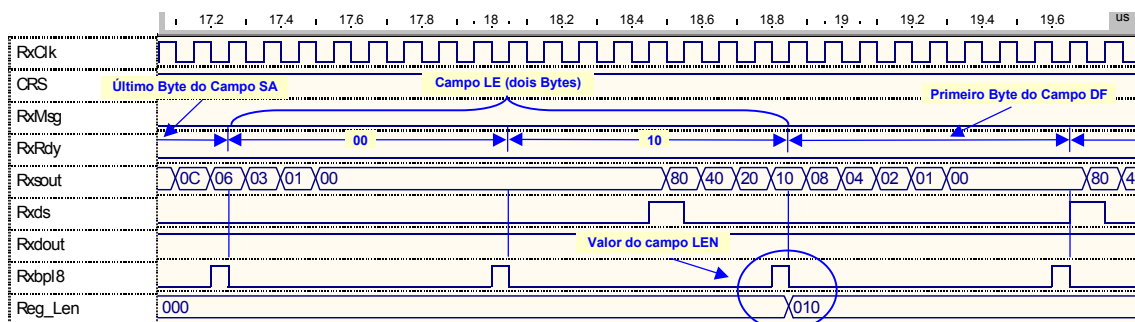 17.2 17.4 17.6 17.8 18 18.2 18.4 18.6 18.8 19 19.2 19.4 19.6 us
RxClk
CRS
Último Byte do Campo SA
Campo LE (dois Bytes)
Primeiro Byte do Campo DF
RxMsg
RxRdy
00 10
Rxsout 0C 06 03 01 00 80 40 20 10 08 04 02 01 00 80 4
Rxds
Rxdout
Valor do campo LEN
Rxbpl8
Reg_Len 000 010